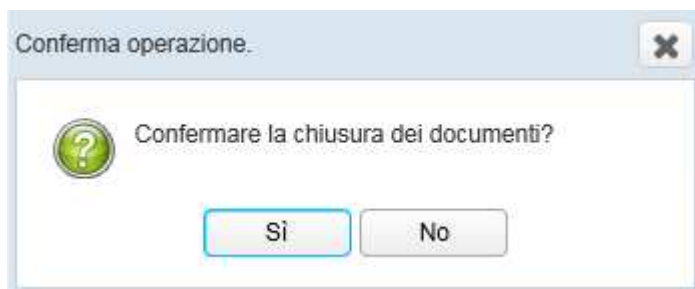 Conferma operazione.
Confermare la chiusura dei documenti?
Sì No